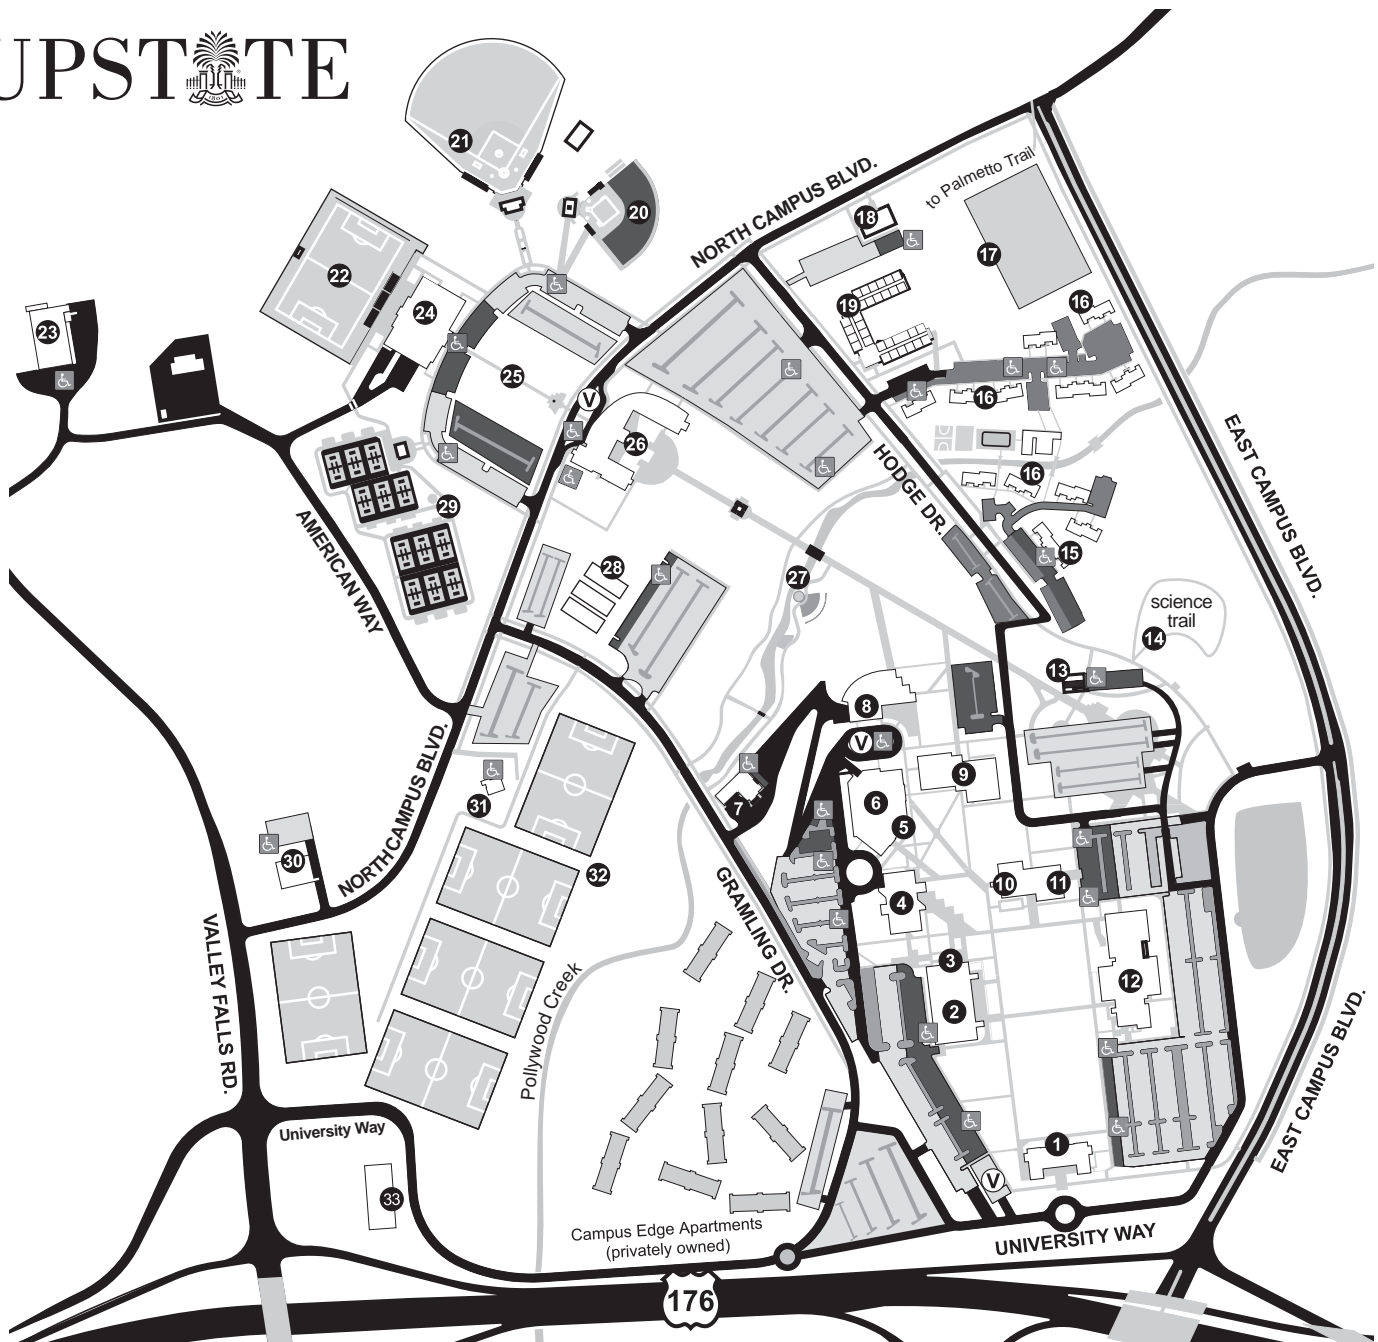 UPSTATE
21
20
NORTH CAMPUS BLVD.
to Palmetto Trail
18
17
22
24
19
16
23
25
V
16
26
EAST CAMPUS BLVD.
HODGE DR.
16
29
AMERICAN WAY
28
27
15
science
trail
14
13
8
V
9
NORTH CAMPUS BLVD.
31
7
6
5
30
32
GRAMLING DR.
4
10
11
VALLEY FALLS RD.
3
12
2
Pollywood Creek
EAST CAMPUS BLVD.
University Way
1
V
33
Campus Edge Apartments
(privately owned)
UNIVERSITY WAY
176